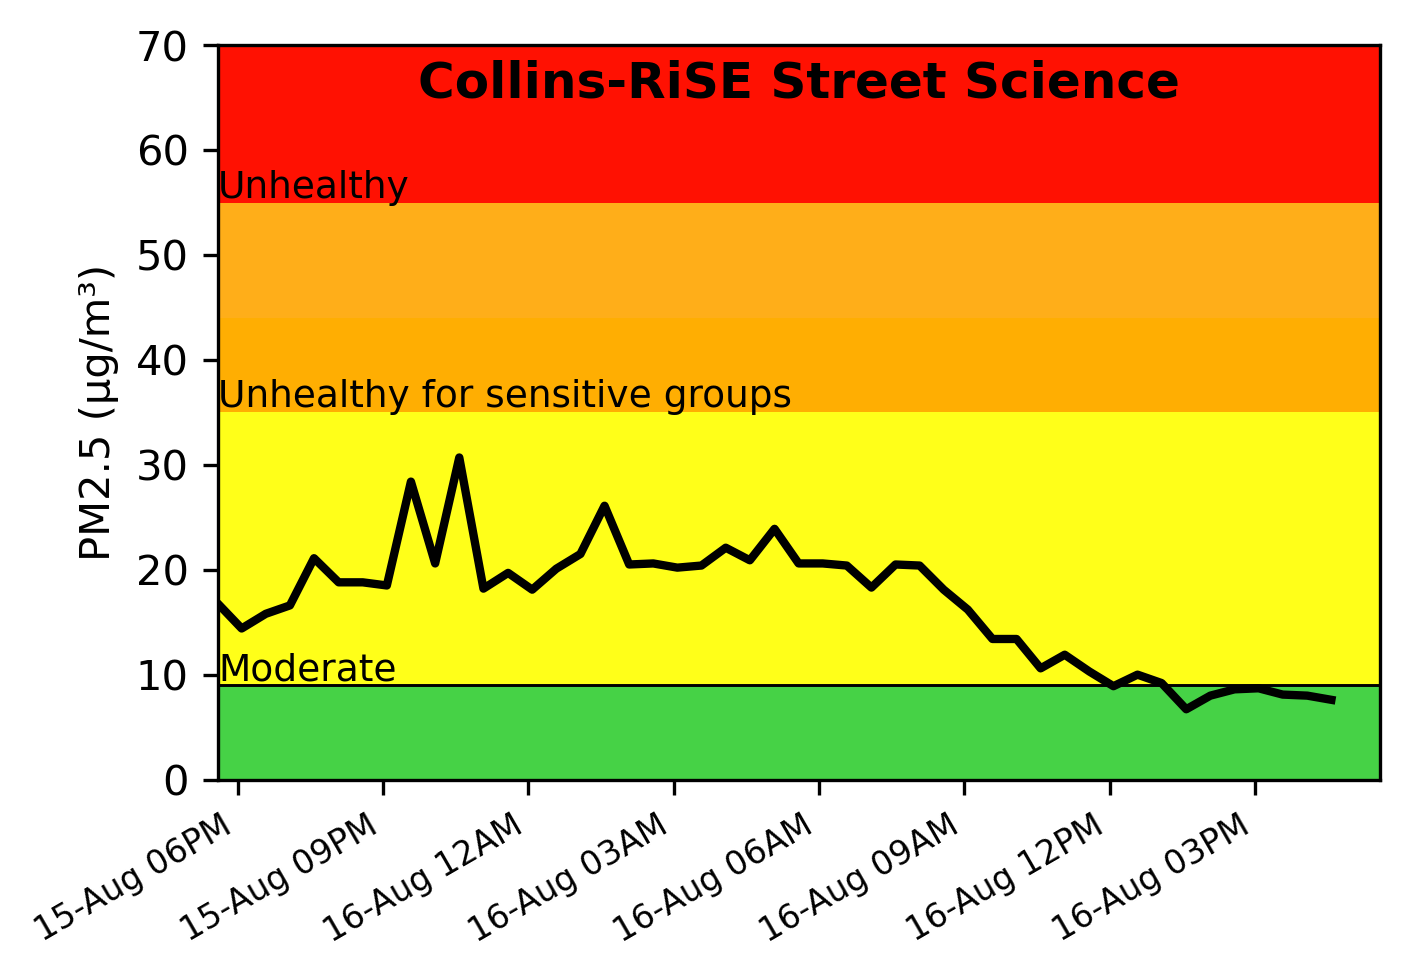 Collins-RiSE Street Science
70
60
50
40
30
20
10
0
PM2.5 (µg/m³)
Unhealthy
Unhealthy for sensitive groups
Moderate
15-Aug 06PM
15-Aug 09PM
16-Aug 12AM
16-Aug 03AM
16-Aug 06AM
16-Aug 09AM
16-Aug 12PM
16-Aug 03PM